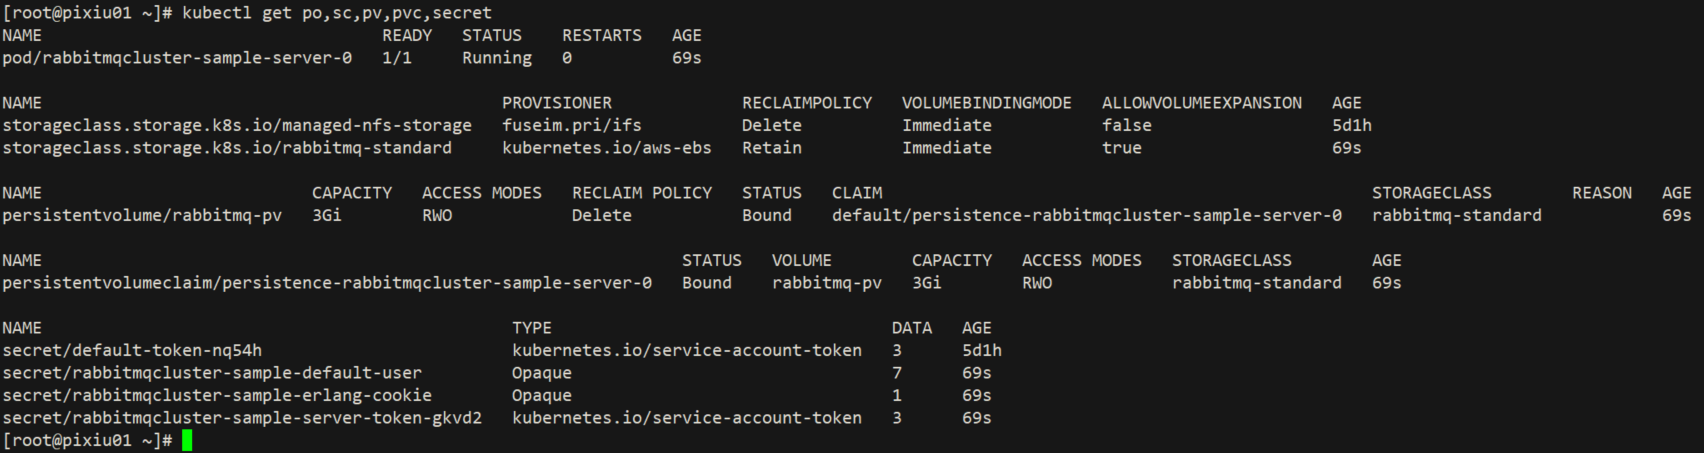 [root@pixiu01 ~]# kubectl get po,sc,pv,pvc,secret
NAME READY STATUS RESTARTS AGE
pod/rabbitmqcluster-sample-server-0 1/1 Running 0 69s
NAME PROVISIONER RECLAIMPOLICY VOLUMEBINDINGMODE ALLOWVOLUMEEXPANSION AGE
storageclass.storage.k8s.io/managed-nfs-storage fuseim.pri/ifs Delete Immediate false 5d1h
storageclass.storage.k8s.io/rabbitmq-standard kubernetes.io/aws-ebs Retain Immediate true 69s
NAME CAPACITY ACCESS MODES RECLAIM POLICY STATUS CLAIM STORAGECLASS REASON AGE
persistentvolume/rabbitmq-pv 3Gi RWO Delete Bound default/persistence-rabbitmqcluster-sample-server-0 rabbitmq-standard 69s
NAME STATUS VOLUME CAPACITY ACCESS MODES STORAGECLASS AGE
persistentvolumeclaim/persistence-rabbitmqcluster-sample-server-0 Bound rabbitmq-pv 3Gi RWO rabbitmq-standard 69s
NAME TYPE DATA AGE
secret/default-token-nq54h kubernetes.io/service-account-token 3 5d1h
secret/rabbitmqcluster-sample-default-user Opaque 7 69s
secret/rabbitmqcluster-sample-erlang-cookie Opaque 1 69s
secret/rabbitmqcluster-sample-server-token-gkvd2 kubernetes.io/service-account-token 3 69s
[root@pixiu01 ~]#